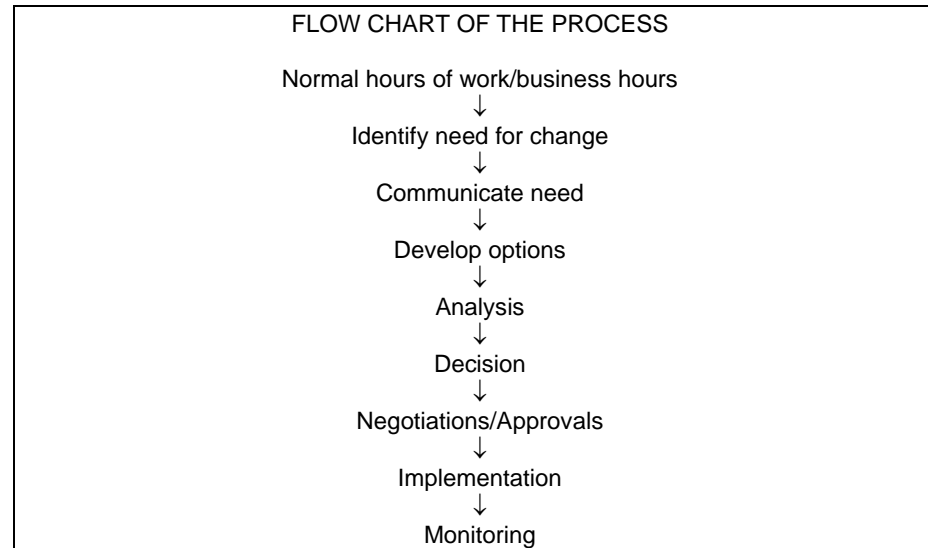 FLOW CHART OF THE PROCESS
Normal hours of work/business hours
↓
Identify need for change
↓
Communicate need
↓
Develop options
↓
Analysis
↓
Decision
↓
Negotiations/Approvals
↓
Implementation
↓
Monitoring